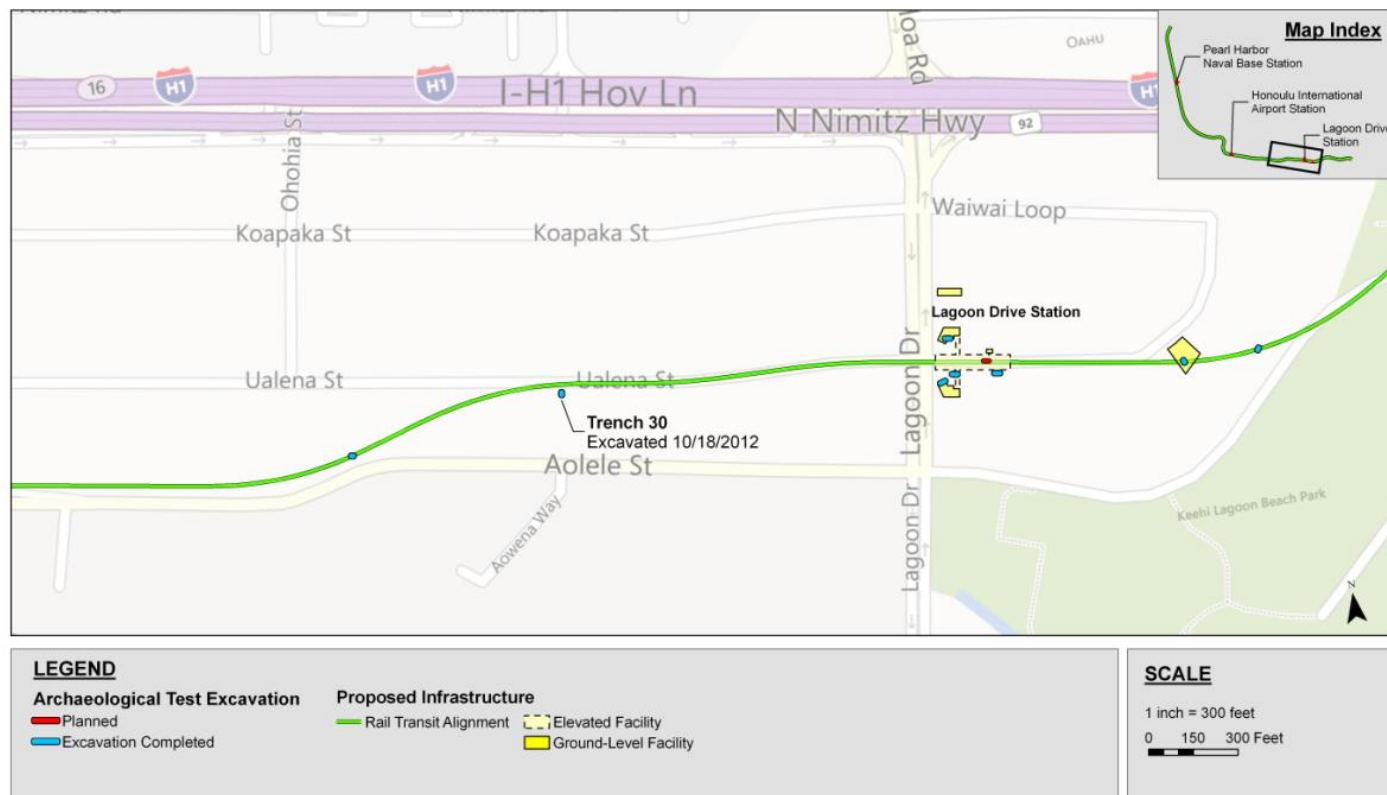 16
H1
H1
I-H1 Hov Ln
N Nimitz Hwy
92
H1
OAHU
Map Index
Pearl Harbor
Naval Base Station
Honoulu International
Airport Station
Lagoon Drive
Station
Ohohia St
Koapaka St
Koapaka St
Waiwai Loop
Lagoon Drive Station
Lagoon Dr
Ualena St
Ualena St
Trench 30
Excavated 10/18/2012
Aolele St
Aowena Way
Lagoon Dr
Keehi Lagoon Beach Park
N
LEGEND
Archaeological Test Excavation
Planned
Excavation Completed
Proposed Infrastructure
Rail Transit Alignment
Elevated Facility
Ground-Level Facility
SCALE
1 inch = 300 feet
0 150 300 Feet